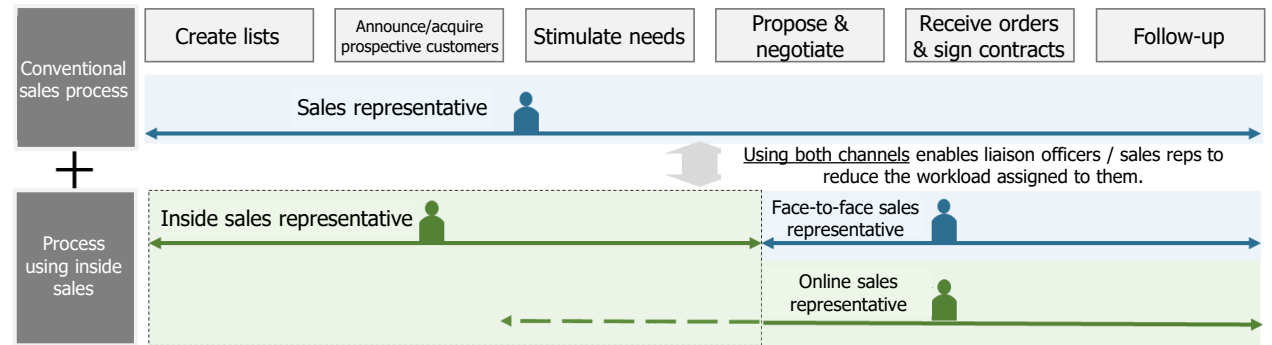 Create lists
Announce/acquire
prospective customers
Stimulate needs
Propose &
negotiate
Receive orders
& sign contracts
Follow-up
Conventional
sales process
Sales representative
Using both channels enables liaison officers / sales reps to
reduce the workload assigned to them.
+
Process
using inside
sales
Inside sales representative
Face-to-face sales
representative
Online sales
representative